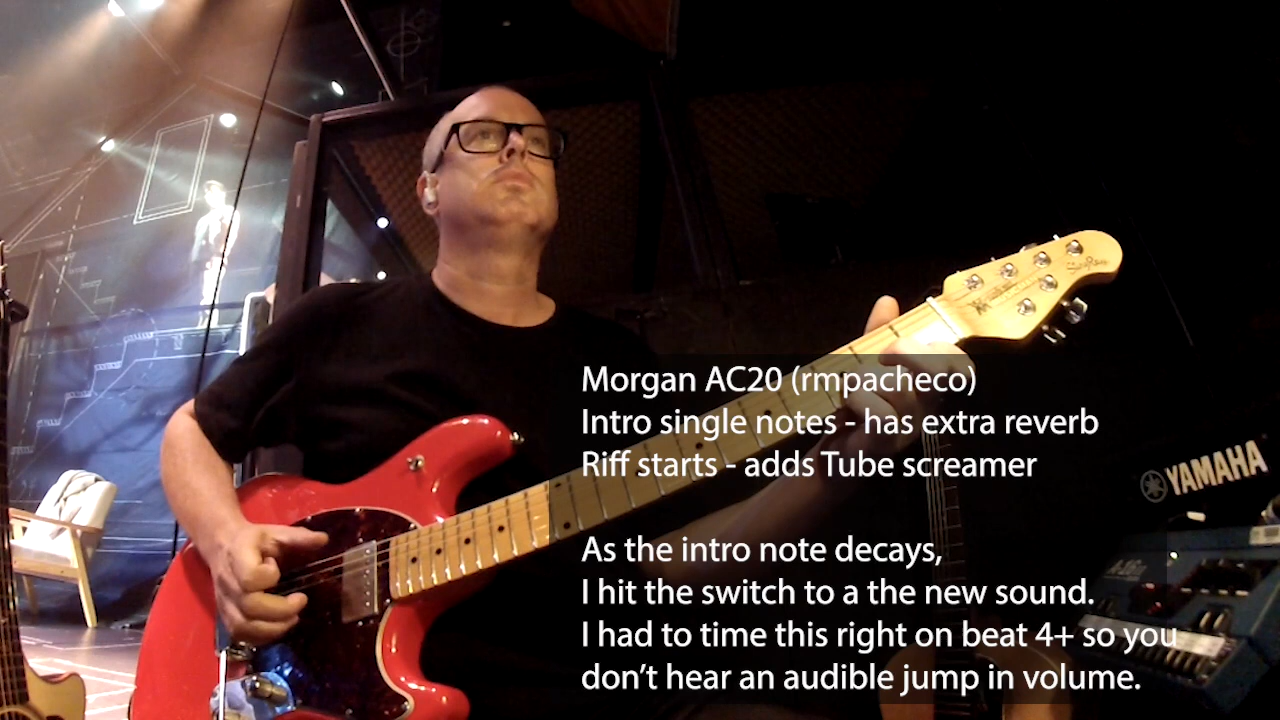 Morgan AC20 (rmpacheco)
Intro single notes - has extra reverb
Riff starts - adds Tube screamer
As the intro note decays,
I hit the switch to a the new sound.
I had to time this right on beat 4+ so you
don't hear an audible jump in volume.
YAMAHA